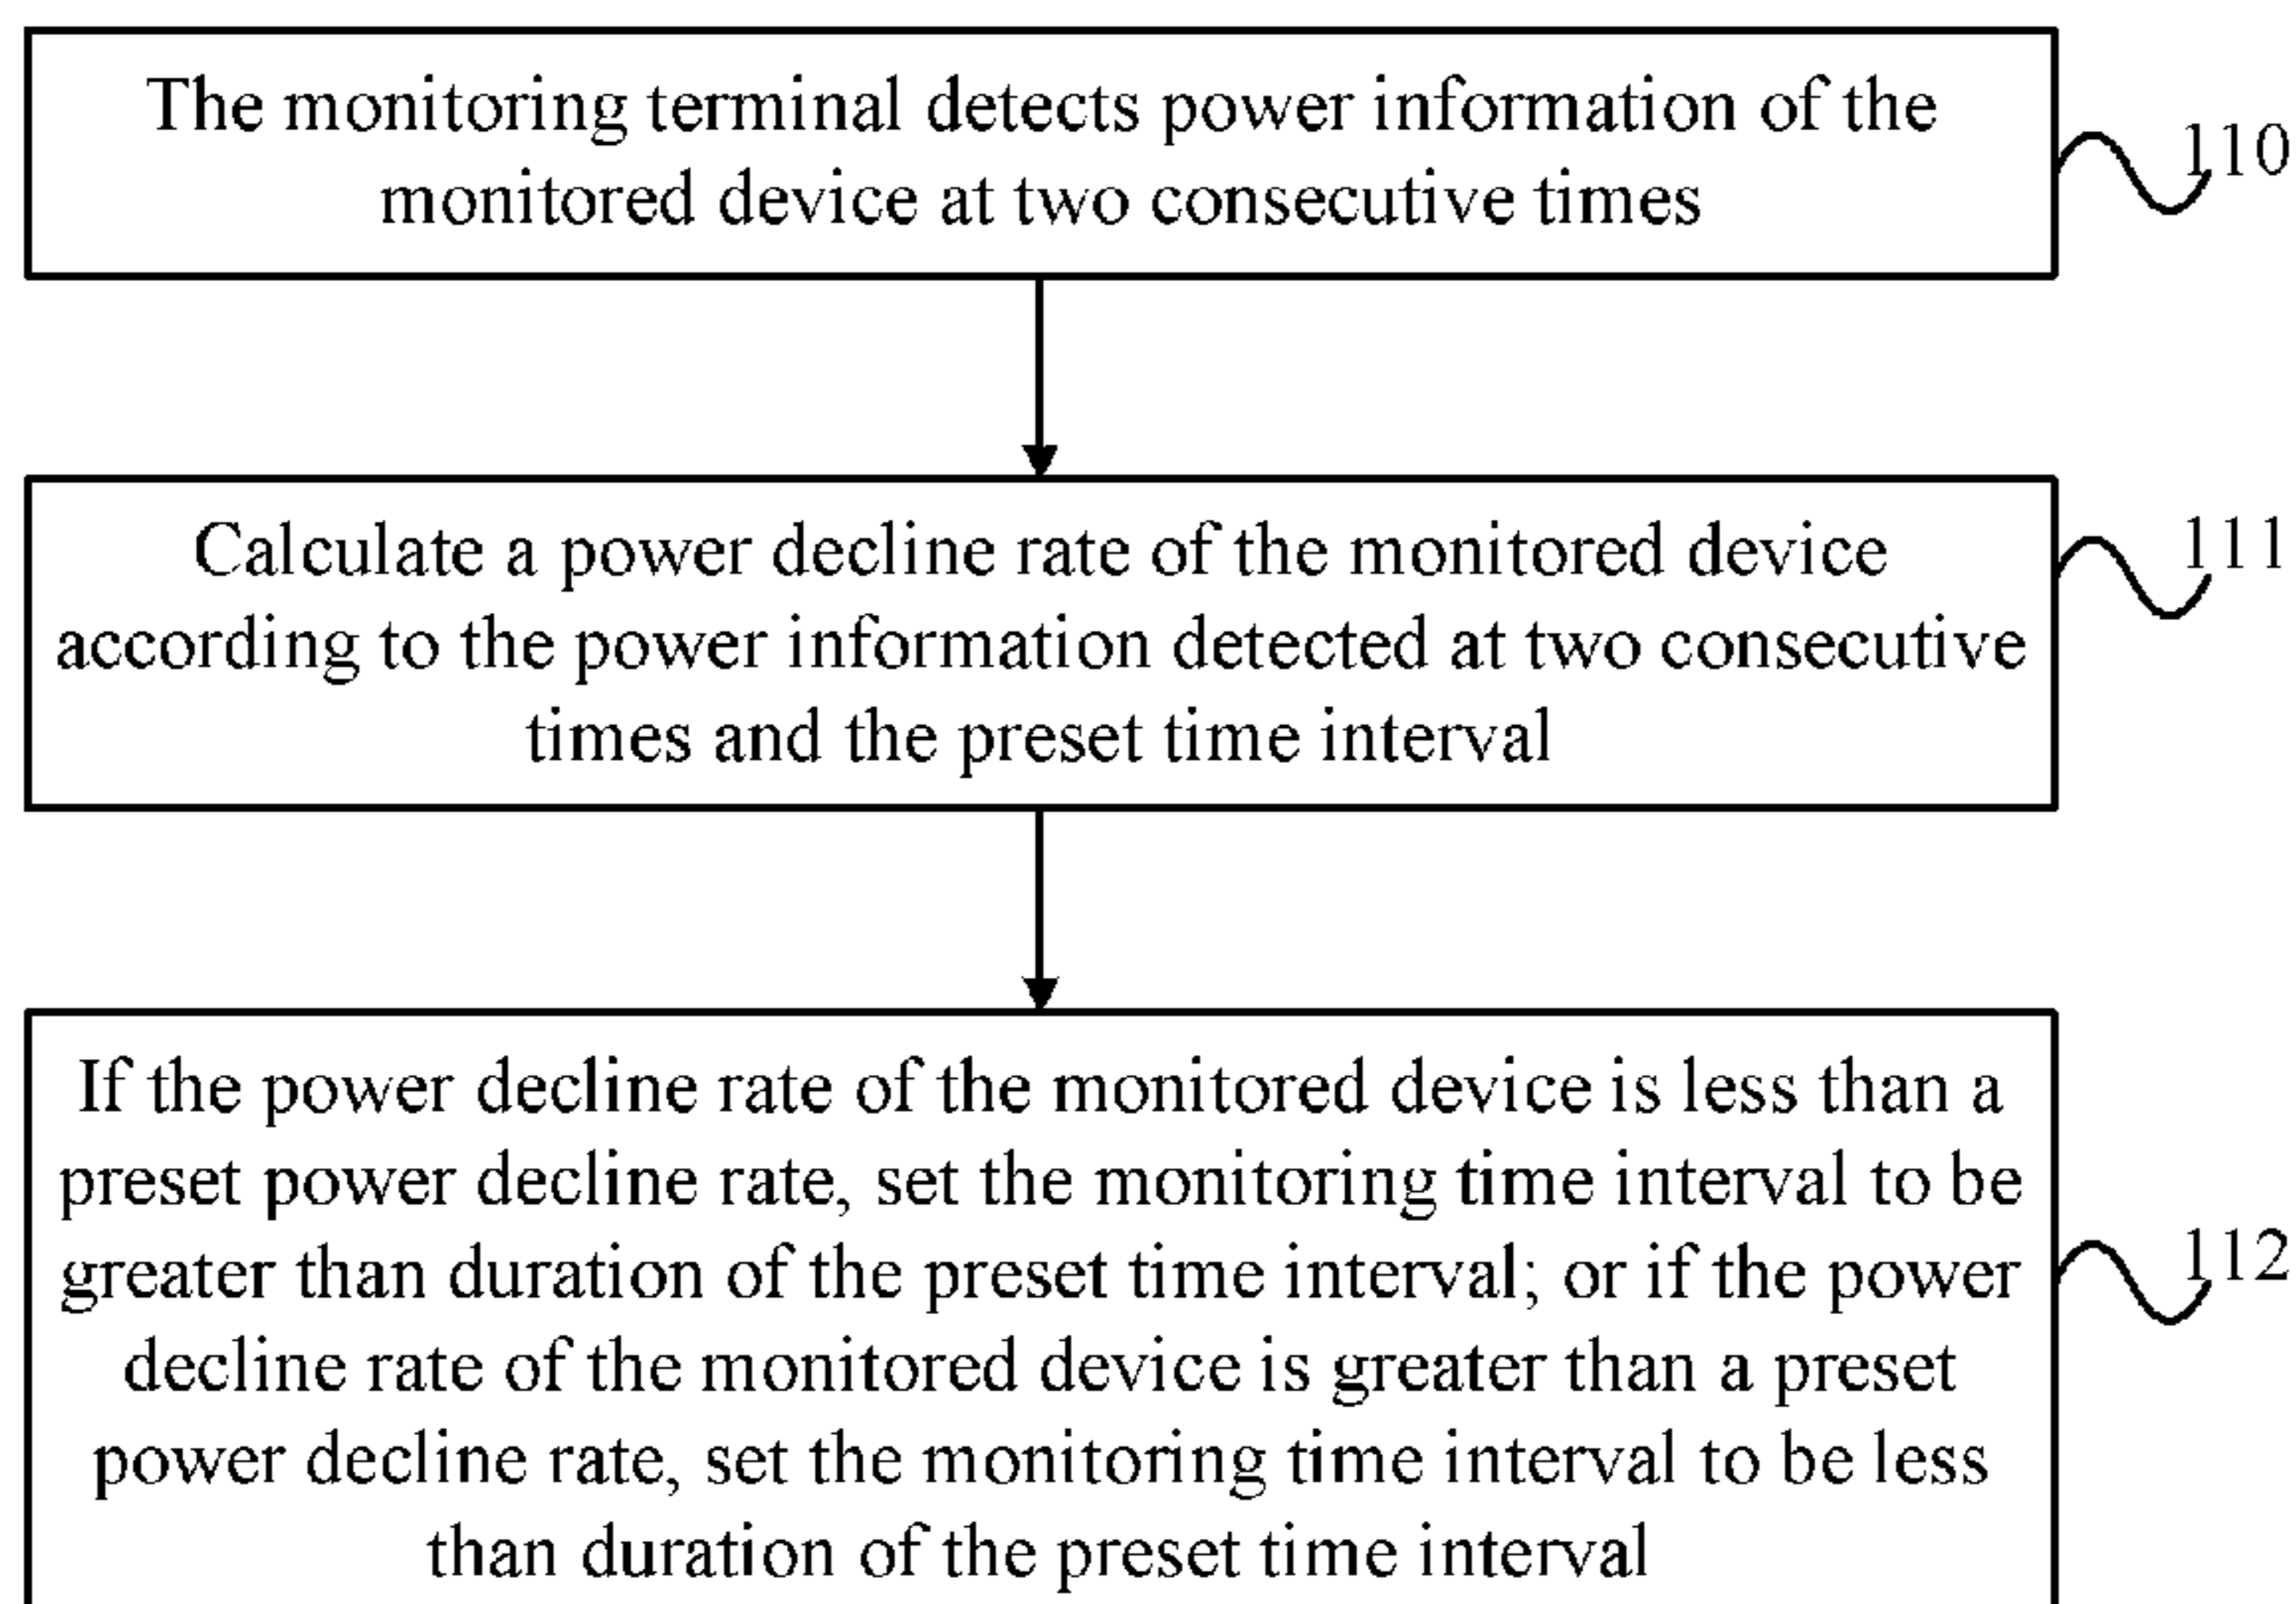 The monitoring terminal detects power information of the
monitored device at two consecutive times
110
Calculate a power decline rate of the monitored device
according to the power information detected at two consecutive
times and the preset time interval
111
If the power decline rate of the monitored device is less than a
preset power decline rate, set the monitoring time interval to be
greater than duration of the preset time interval; or if the power
decline rate of the monitored device is greater than a preset
power decline rate, set the monitoring time interval to be less
than duration of the preset time interval
112